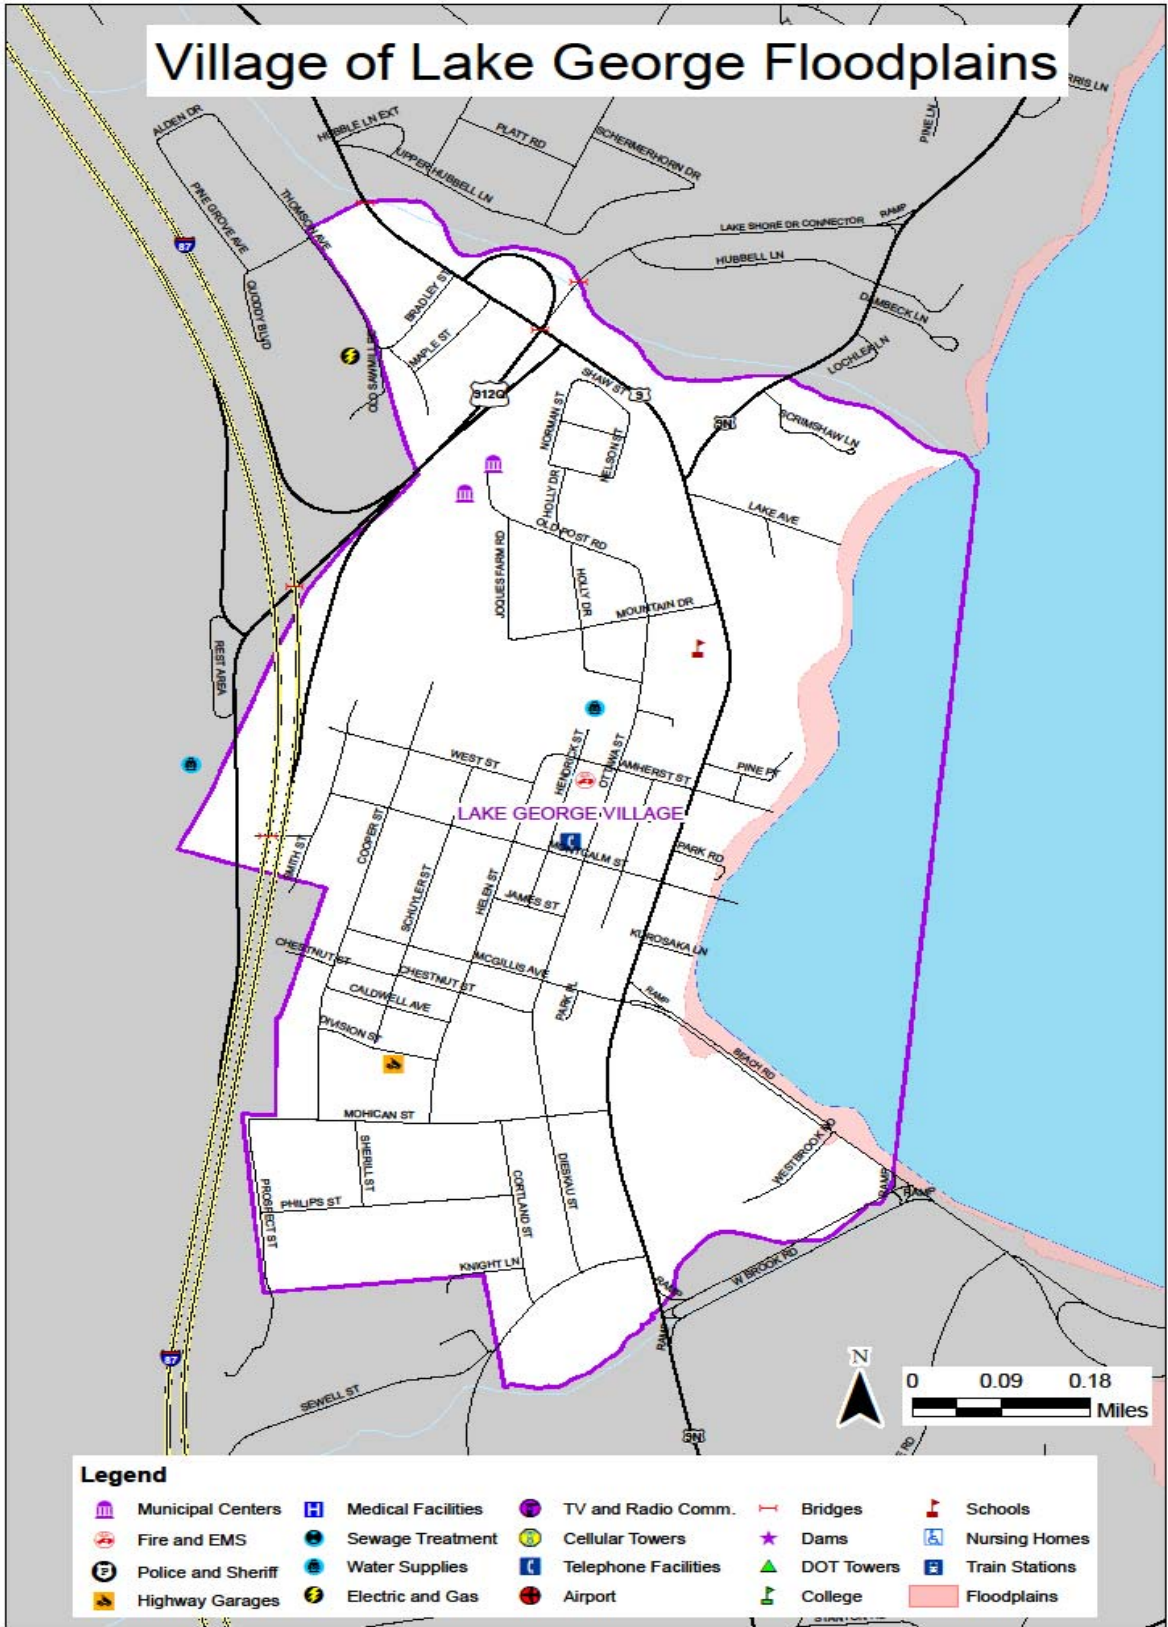 Village of Lake George Floodplains
ALDEN DR
HUBBLE LN EXT
PLATT RD
SCHERMERHORN DR
PINE LN
UPPER HUBBELL LN
PINE GROVE AVE
THOMSON AVE
LAKE SHORE DR CONNECTOR
RAMP
87
HUBBELL LN
QUODDY BLVD
BRADLEY ST
DAMBECK LN
MAPLE ST
OLD SAWMILL RD
LOCHLEA LN
SHAW ST
9
912Q
9N
NORMAN ST
NELSON ST
SCRIMSHAW LN
HOLLY DR
LAKE AVE
OLD POST RD
JOQUES FARM RD
HOLLY DR
MOUNTAIN DR
REST AREA
WEST ST
HENDRICK ST
OTTAWA ST
AMHERST ST
PINE PT
LAKE GEORGE VILLAGE
COOPER ST
SMITH ST
MONTCALM ST
PARK RD
SCHUYLER ST
HELEN ST
JAMES ST
KUROSAKA LN
CHESTNUT ST
MCGILLIS AVE
CHESTNUT ST
CALDWELL AVE
PARK PL
RAMP
DIVISION ST
BEACH RD
MOHICAN ST
WESTBROOK RD
SHERILL ST
DIESKAU ST
CORTLAND ST
PROSPECT ST
PHILIPS ST
RAMP
RAMP
KNIGHT LN
W BROOK RD
RAMP
RAMP
87
SEWELL ST
9N
N
0 0.09 0.18
Miles
Legend
Municipal Centers
H Medical Facilities
TV and Radio Comm.
Bridges
Schools
Fire and EMS
Sewage Treatment
Cellular Towers
Dams
Nursing Homes
Police and Sheriff
Water Supplies
Telephone Facilities
DOT Towers
Train Stations
Highway Garages
Electric and Gas
Airport
College
Floodplains